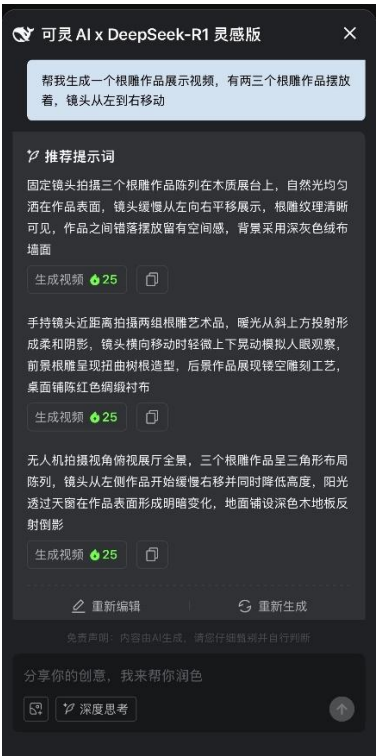 可灵 AI x DeepSeek-R1 灵感版
帮我生成一个根雕作品展示视频，有两三个根雕作品摆放
着，镜头从左到右移动
推荐提示词
固定镜头拍摄三个根雕作品陈列在木质展台上，自然光均匀
洒在作品表面，镜头缓慢从左向右平移展示，根雕纹理清晰
可见，作品之间错落摆放留有空间感，背景采用深灰色绒布
墙面
生成视频 25
手持镜头近距离拍摄两组根雕艺术品，暖光从斜上方投射形
成柔和阴影，镜头横向移动时轻微上下晃动模拟人眼观察，
前景根雕呈现扭曲树根造型，后景作品展现镂空雕刻工艺，
桌面铺陈红色绸缎衬布
生成视频 25
无人机拍摄视角俯视展厅全景，三个根雕作品呈三角形布局
陈列，镜头从左侧作品开始缓慢右移并同时降低高度，阳光
透过天窗在作品表面形成明暗变化，地面铺设深色木地板反
射倒影
生成视频 25
重新编辑 重新生成
免责声明：内容由AI生成，请您仔细甄别并自行判断
分享你的创意，我来帮你润色
深度思考